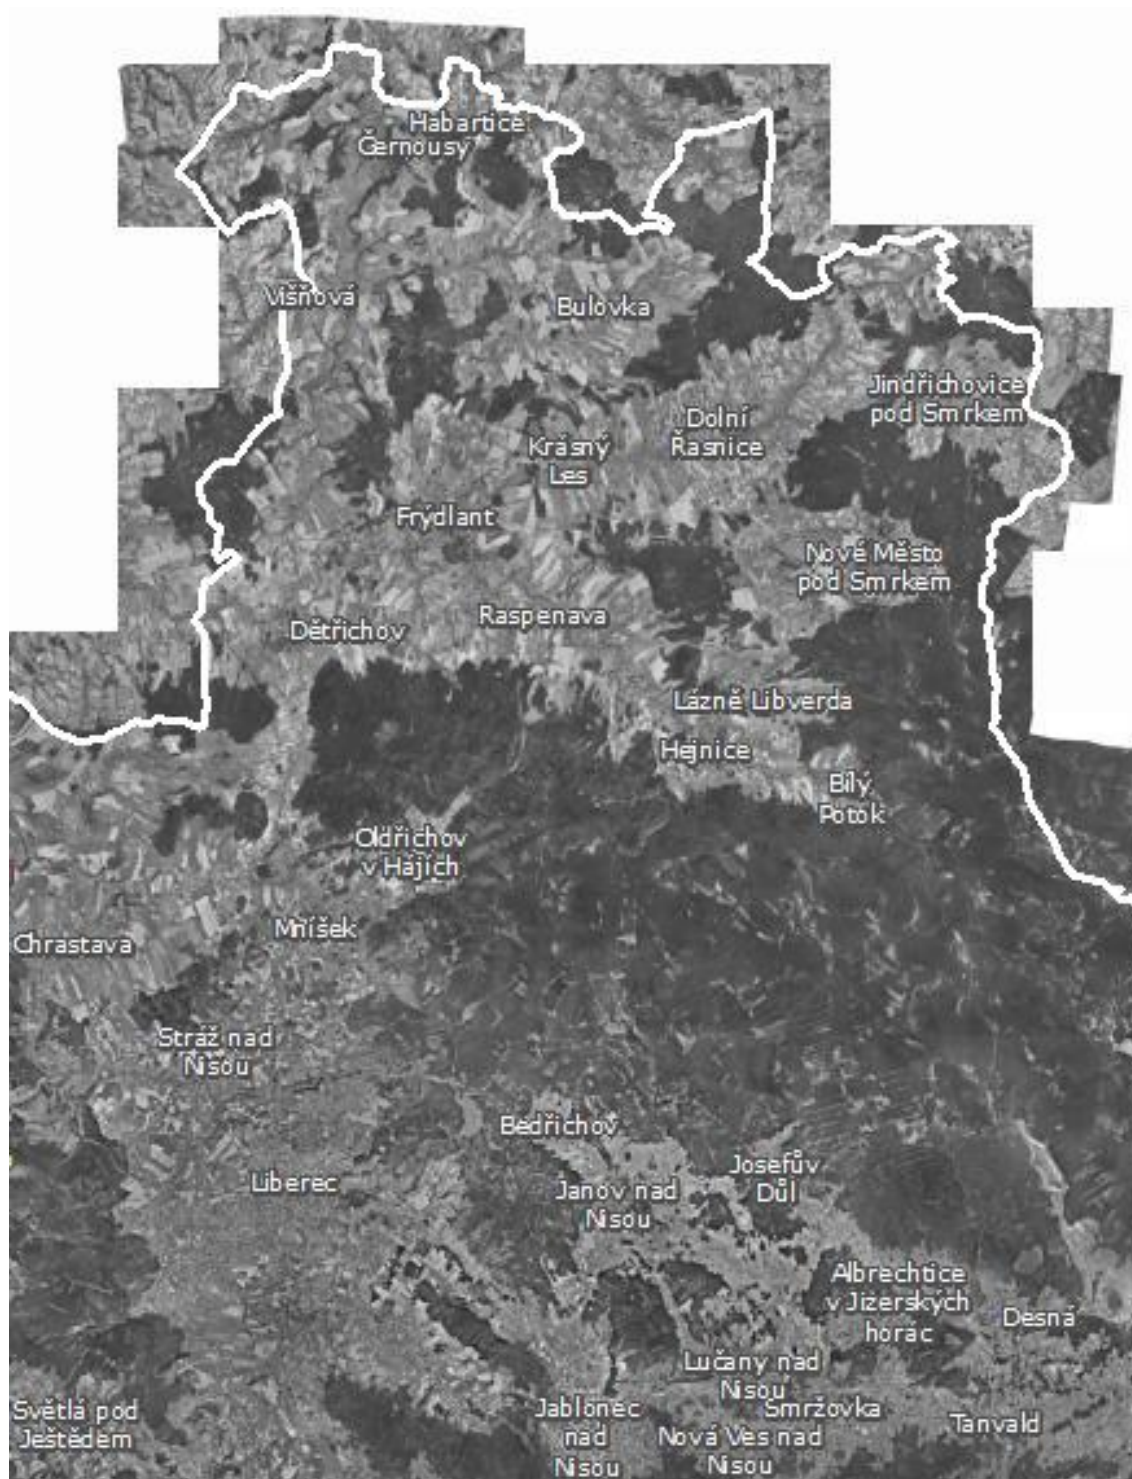 Habartice
Černousy
Višňová
Bulovka
Jindřichovice
pod Smrkem
Dolní
Řasnice
Krásný
Les
Frýdlant
Nové Město
pod Smrkem
Raspenava
Dětřichov
Lázně Libverda
Hejnice
Bílý
Potok
Oldřichov
v Hájích
Mníšek
Chrastava
Stráž nad
Nisou
Bedřichov
Josefův
Důl
Liberec
Janov nad
Nisou
Albrechtice
v Jizerských
horác
Desná
Lučany nad
Nisou
Smržovka
Tanvald
Světlá pod
Ještědem
Jablonec
nad
Nisou
Nová Ves nad
Nisou